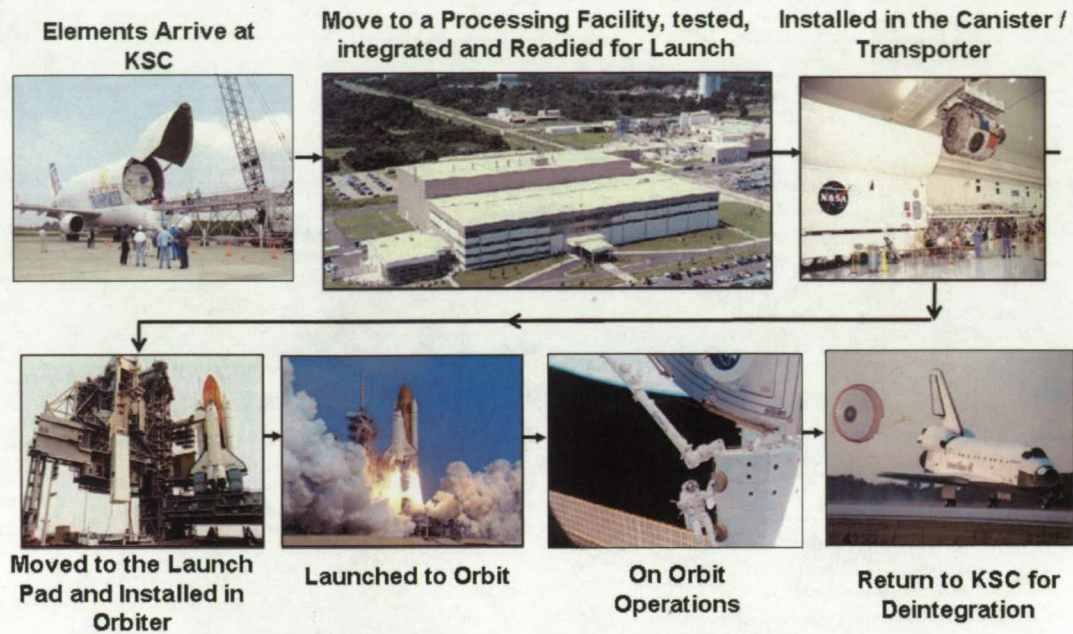 Elements Arrive at
KSC
Move to a Processing Facility, tested,
integrated and Readied for Launch
Installed in the Canister /
Transporter
NASA
Moved to the Launch
Pad and Installed in
Orbiter
Launched to Orbit
On Orbit
Operations
Return to KSC for
Deintegration